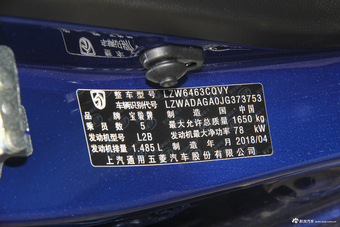 整车型号 LZW6463CQVY
车辆识别代号 LZWADAGA0JG373753
品牌 宝骏牌 制造国 中国
乘员数 5 最大允许总质量 1650 kg
发动机型号 L2B 发动机最大净功率 78 kW
发动机排量 1.485L 制造年月 2018/04
上汽通用五菱汽车股份有限公司